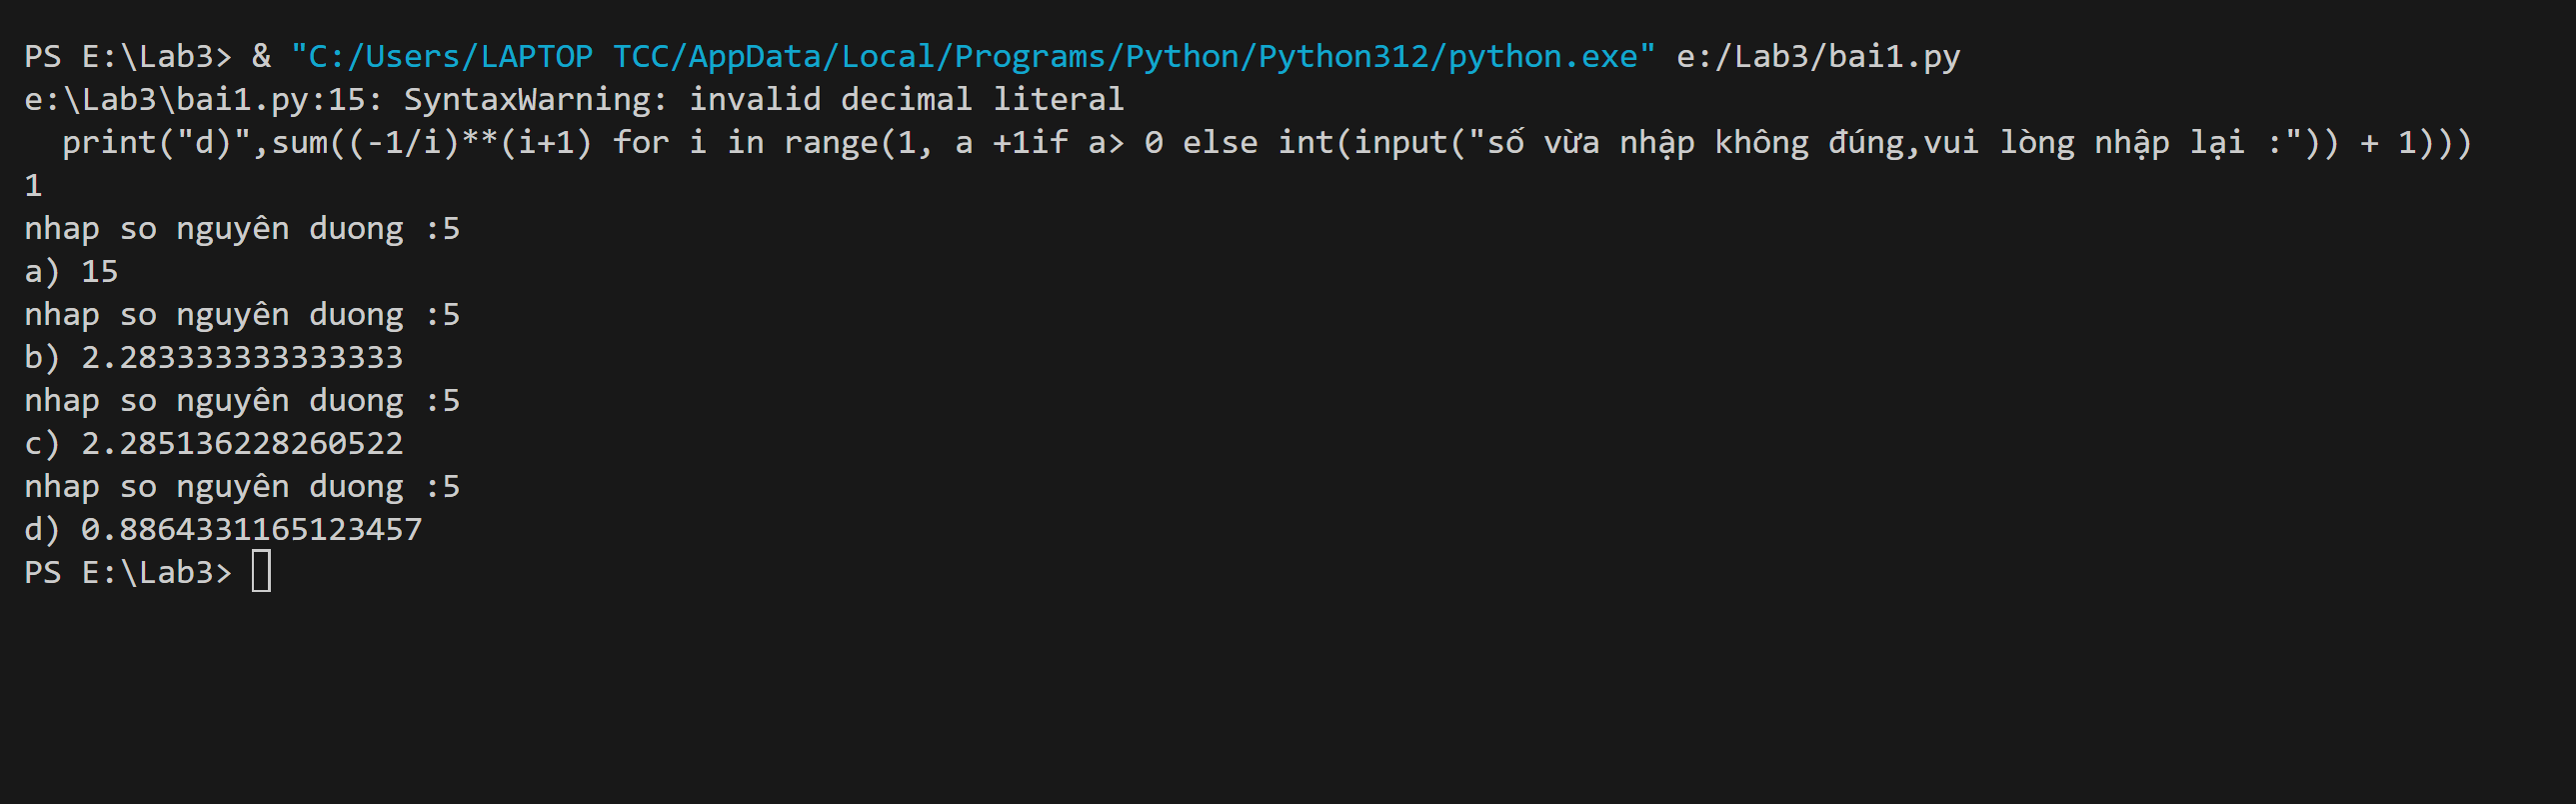 PS E:\Lab3> & "C:/Users/LAPTOP TCC/AppData/Local/Programs/Python/Python312/python.exe" e:/Lab3/bai1.py
e:\Lab3\bai1.py:15: SyntaxWarning: invalid decimal literal
  print("d)",sum((-1/i)**(i+1) for i in range(1, a +1if a> 0 else int(input("số vừa nhập không đúng,vui lòng nhập lại :")) + 1)))
1
nhap so nguyên duong :5
a) 15
nhap so nguyên duong :5
b) 2.283333333333333
nhap so nguyên duong :5
c) 2.285136228260522
nhap so nguyên duong :5
d) 0.8864331165123457
PS E:\Lab3>